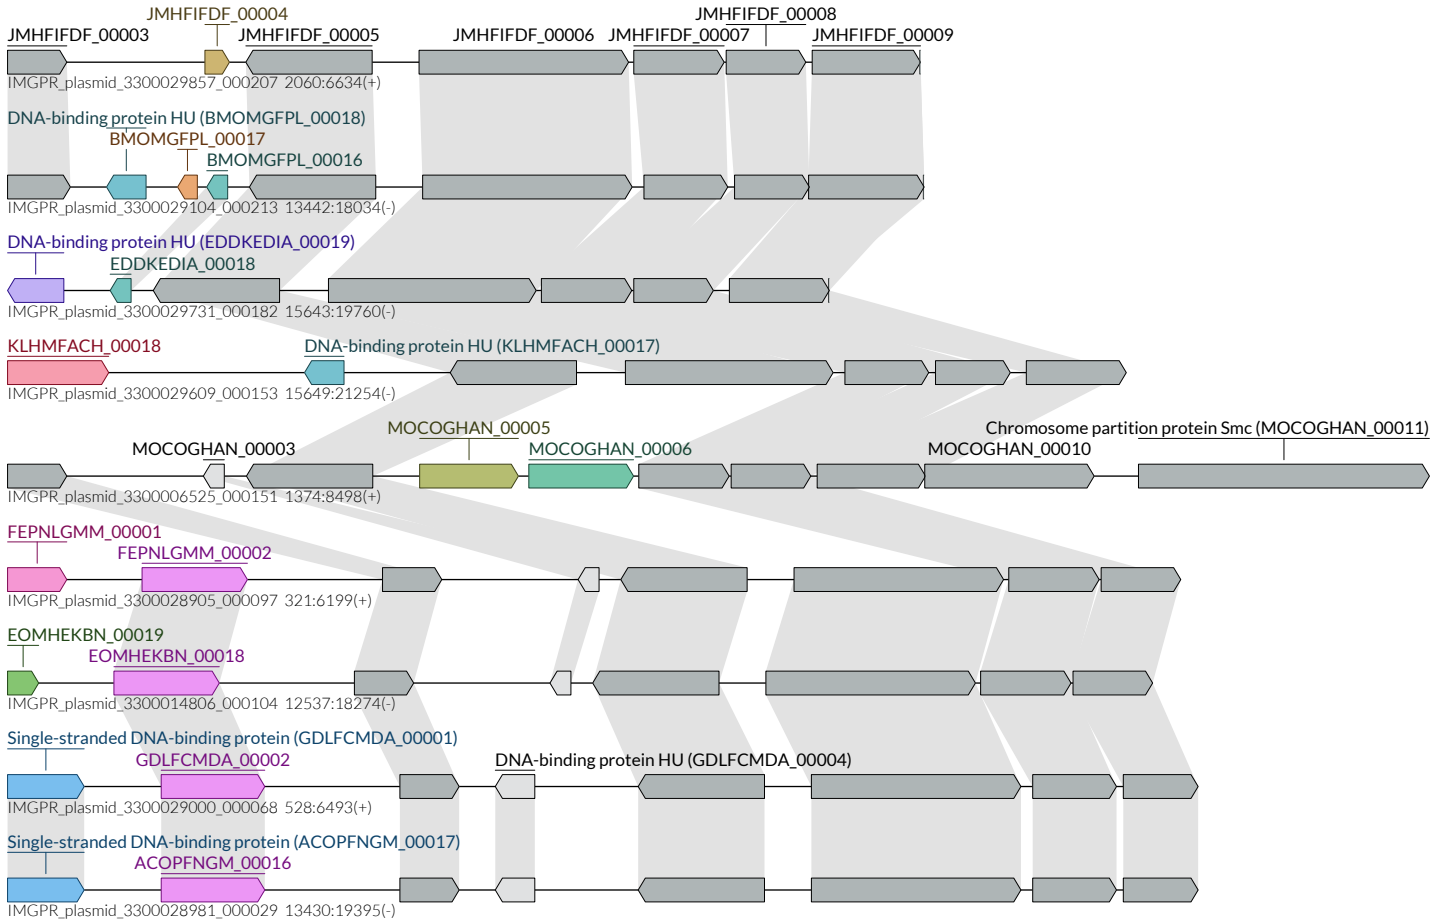 JMHFIFDF_00004 JMHFIFDF_00008
JMHFIFDF_00003 JMHFIFDF_00005 JMHFIFDF_00006 JMHFIFDF_00007 JMHFIFDF_00009
IMGPR_plasmid_3300029857_000207 2060:6634(+)
DNA-binding protein HU (BMOMGFPL_00018)
BMOMGFPL_00017
BMOMGFPL_00016
IMGPR_plasmid_3300029104_000213 13442:18034(-)
DNA-binding protein HU (EDDKEDIA_00019)
EDDKEDIA_00018
IMGPR_plasmid_3300029731_000182 15643:19760(-)
KLHMFACH_00018 DNA-binding protein HU (KLHMFACH_00017)
IMGPR_plasmid_3300029609_000153 15649:21254(-)
MOCOGHAN_00005 Chromosome partition protein Smc (MOCOGHAN_00011)
MOCOGHAN_00003 MOCOGHAN_00006 MOCOGHAN_00010
IMGPR_plasmid_3300006525_000151 1374:8498(+)
FEPNLGMM_00001
FEPNLGMM_00002
IMGPR_plasmid_3300028905_000097 321:6199(+)
EOMHEKBN_00019
EOMHEKBN_00018
IMGPR_plasmid_3300014806_000104 12537:18274(-)
Single-stranded DNA-binding protein (GDLFCMDA_00001)
GDLFCMDA_00002 DNA-binding protein HU (GDLFCMDA_00004)
IMGPR_plasmid_3300029000_000068 528:6493(+)
Single-stranded DNA-binding protein (ACOPFNGM_00017)
ACOPFNGM_00016
IMGPR_plasmid_3300028981_000029 13430:19395(-)